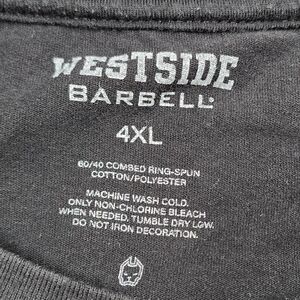 WESTSIDE
BARBELL
4XL
60/40 COMBED RING-SPUN
COTTON/POLYESTER
MACHINE WASH COLD.
ONLY NON-CHLORINE BLEACH
WHEN NEEDED. TUMBLE DRY LOW.
DO NOT IRON DECORATION.